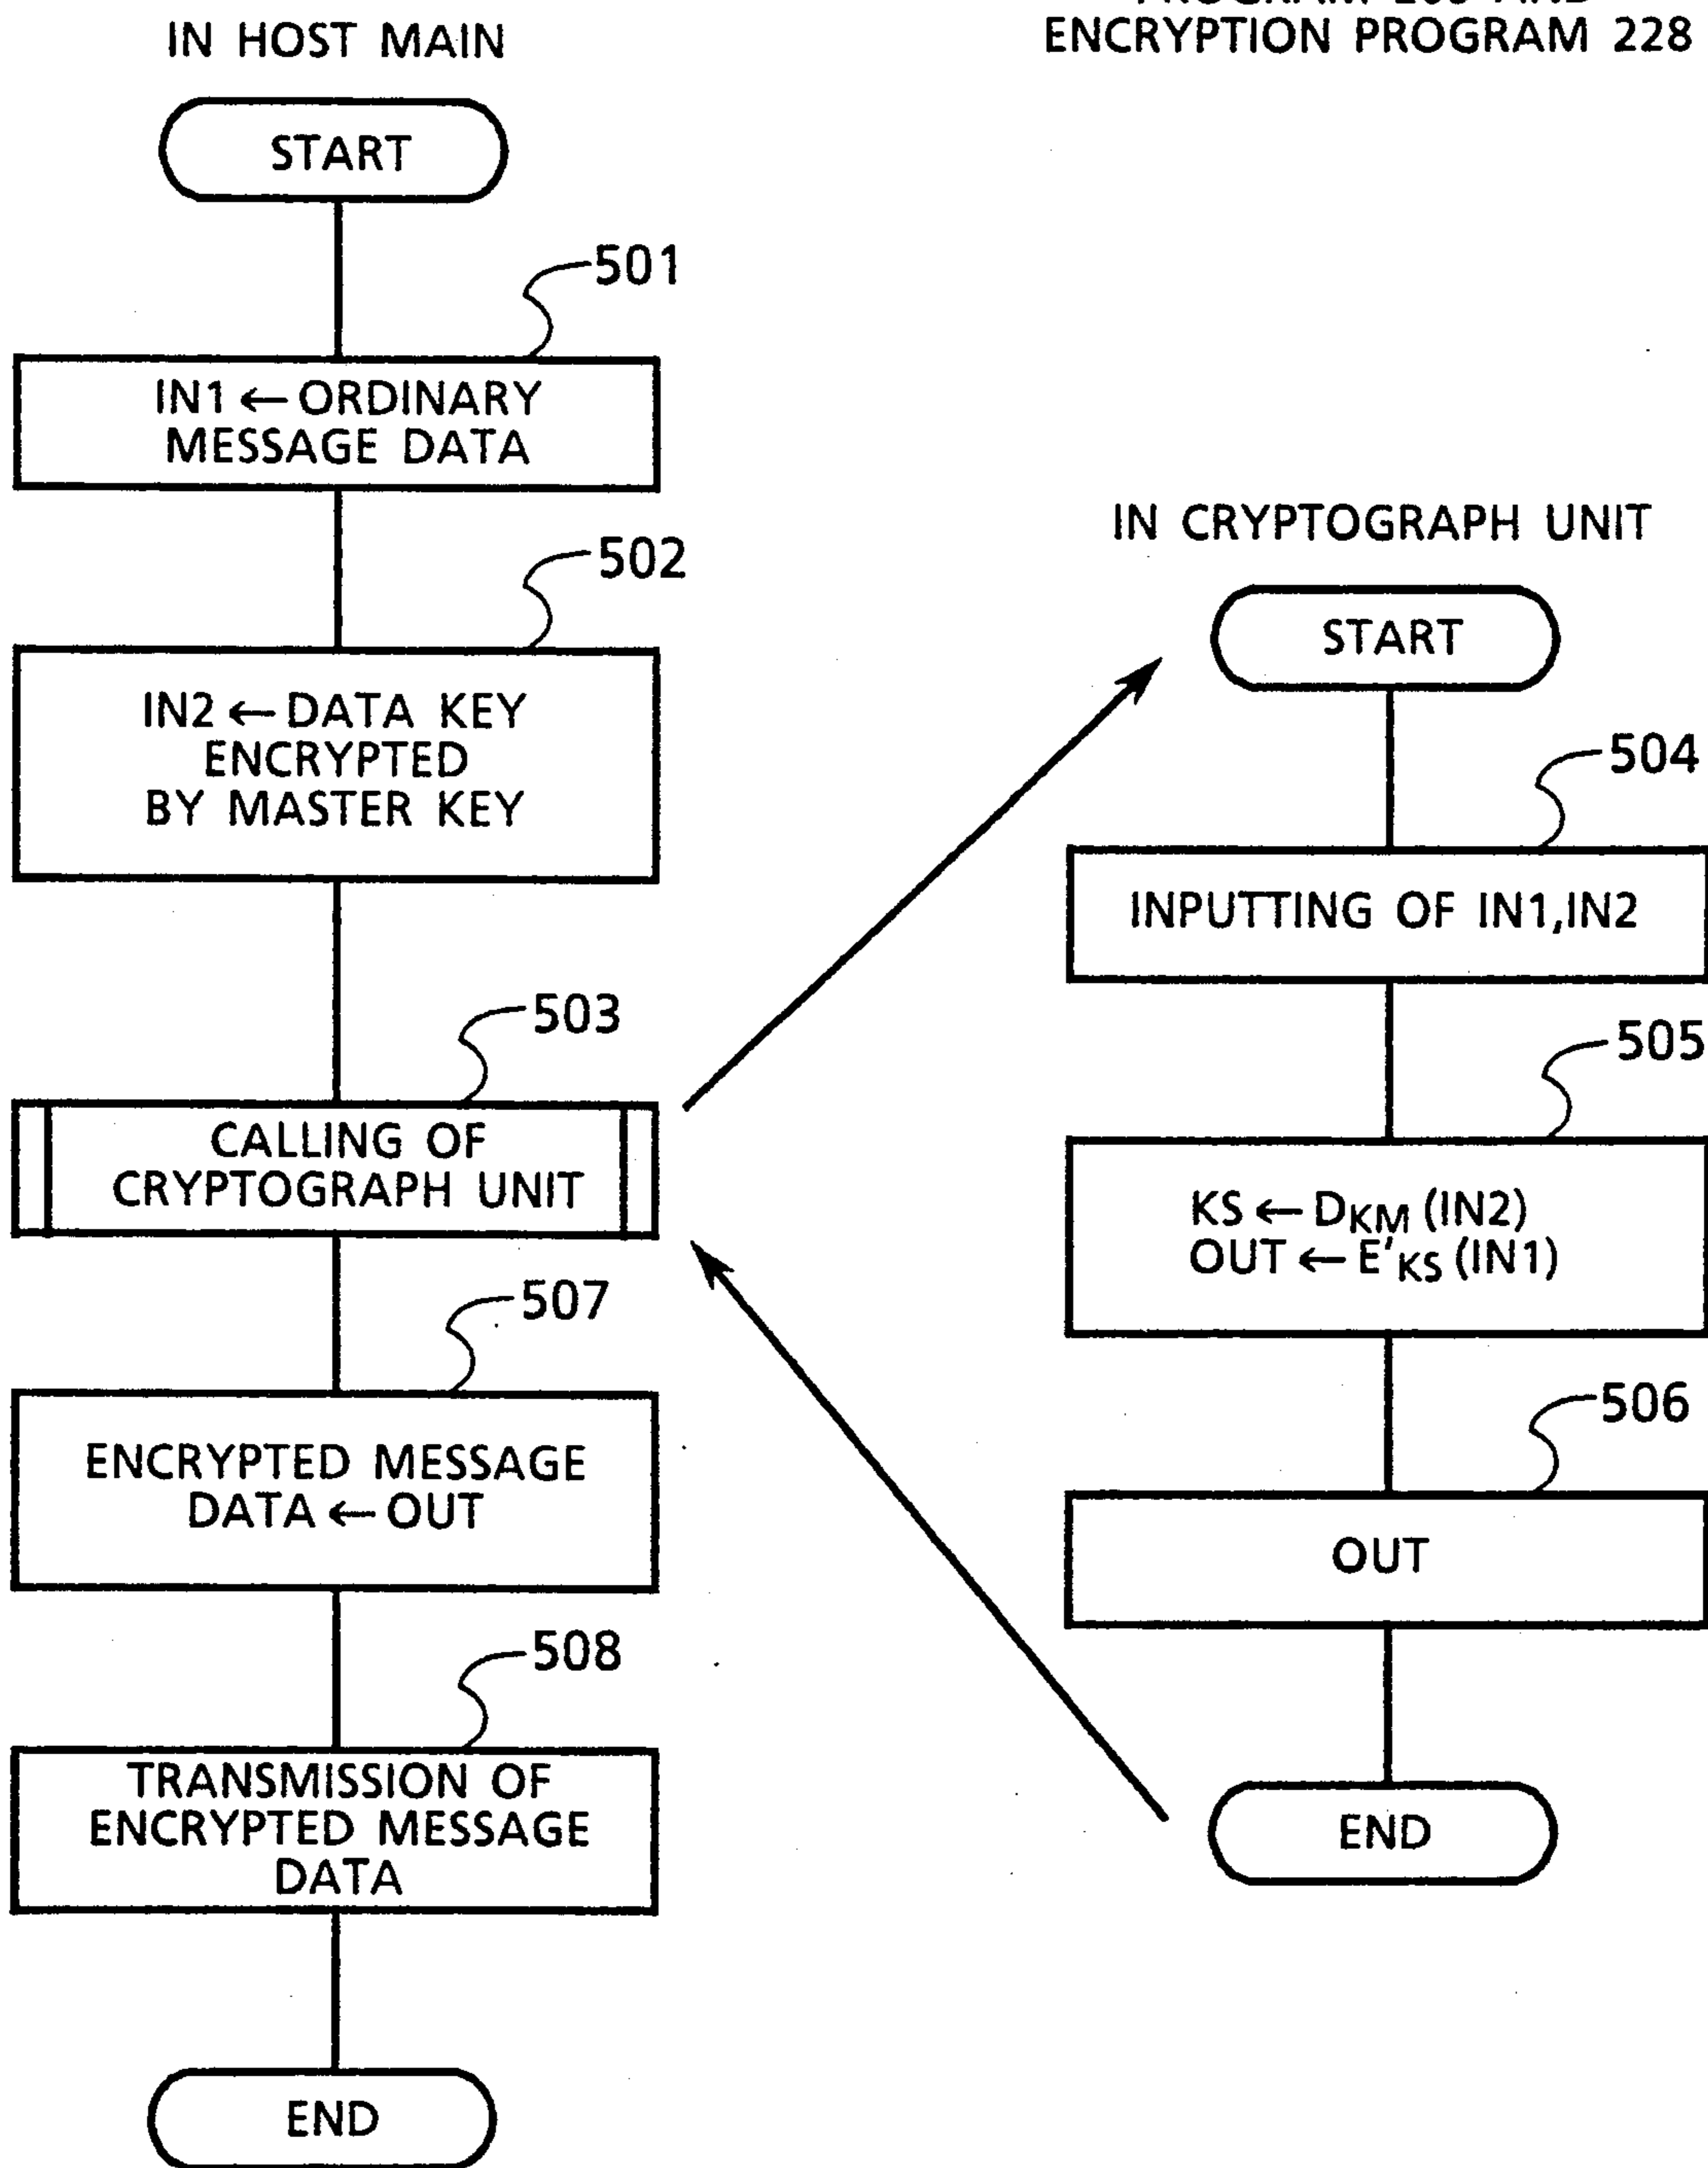 ENCRYPTION PROGRAM 228
IN HOST MAIN
START
501
IN1 ← ORDINARY
MESSAGE DATA
502
IN2 ← DATA KEY
ENCRYPTED
BY MASTER KEY
503
CALLING OF
CRYPTOGRAPH UNIT
507
ENCRYPTED MESSAGE
DATA ← OUT
508
TRANSMISSION OF
ENCRYPTED MESSAGE
DATA
END
IN CRYPTOGRAPH UNIT
START
504
INPUTTING OF IN1,IN2
505
KS ← DKM (IN2)
OUT ← E'KS (IN1)
506
OUT
END